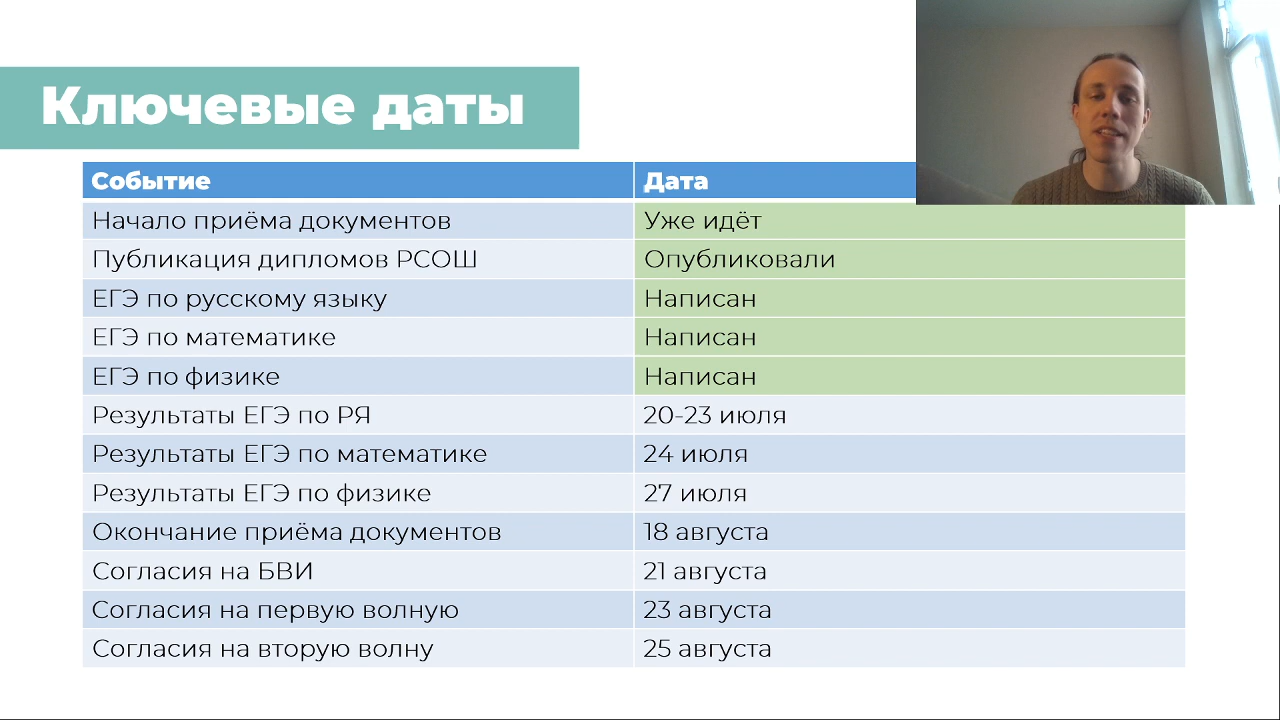 Ключевые даты
Событие Дата
Начало приёма документов Уже идёт
Публикация дипломов РСОШ Опубликовали
ЕГЭ по русскому языку Написан
ЕГЭ по математике Написан
ЕГЭ по физике Написан
Результаты ЕГЭ по РЯ 20-23 июля
Результаты ЕГЭ по математике 24 июля
Результаты ЕГЭ по физике 27 июля
Окончание приёма документов 18 августа
Согласия на БВИ 21 августа
Согласия на первую волную 23 августа
Согласия на вторую волну 25 августа